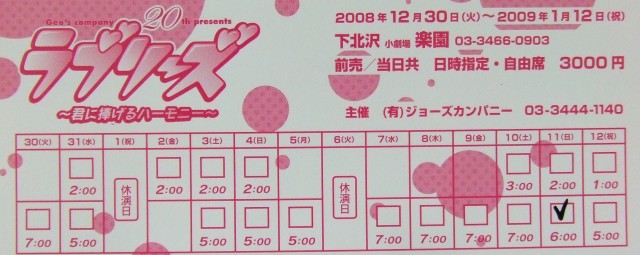 Geo's company 20th presents
ラブリーズ
～君に捧げるハーモニー～
2008年12月30日(火)～2009年1月12日(祝)
下北沢 小劇場 楽園 03-3466-0903
前売／当日共 日時指定・自由席 3000円
主催 (有)ジョーズカンパニー 03-3444-1140
30(火) 31(水) 1(祝) 2(金) 3(土) 4(日) 5(月) 6(火) 7(水) 8(木) 9(金) 10(土) 11(日) 12(祝)
2:00 休演日 2:00 2:00 2:00 休演日 3:00 2:00 1:00
7:00 5:00 5:00 5:00 5:00 7:00 7:00 7:00 7:00 6:00 5:00